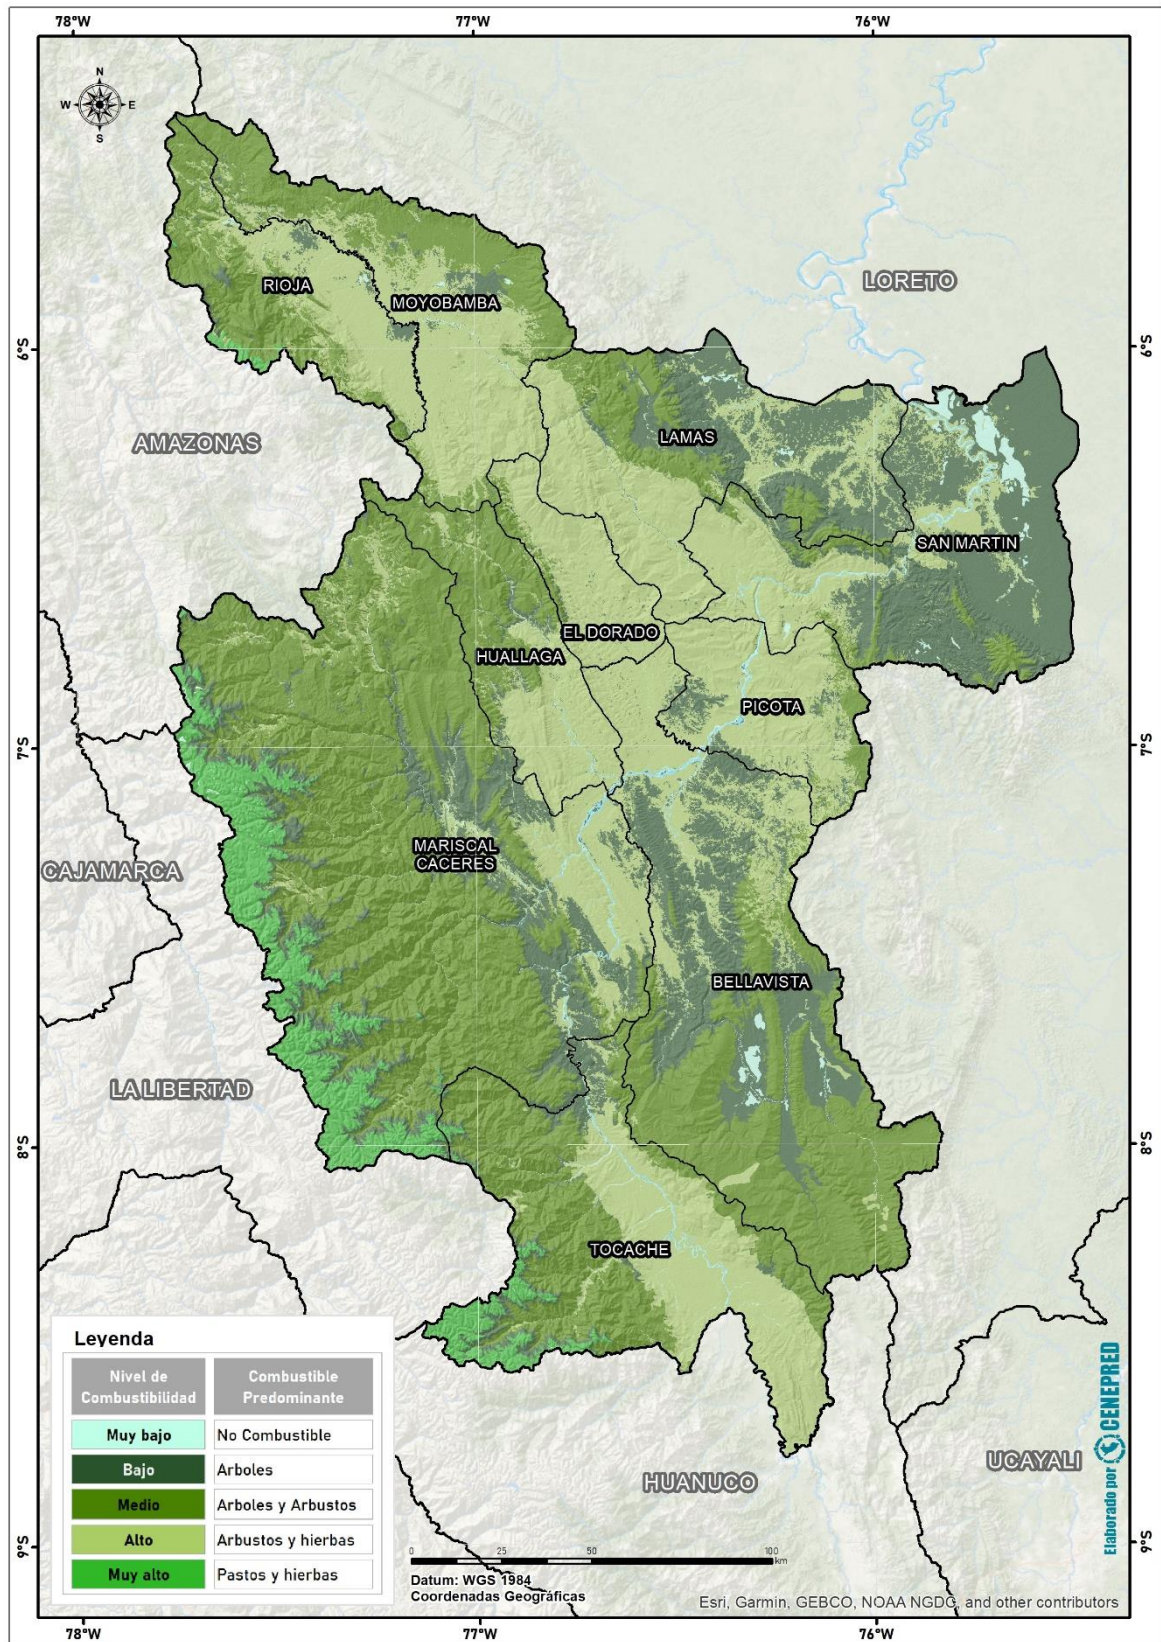 78°W 77°W 76°W
N
W E
S
LORETO
RIOJA
MOYOBAMBA
6°S 6°S
AMAZONAS
LAMAS
SAN MARTIN
EL DORADO
HUALLAGA
PICOTA
7°S 7°S
MARISCAL
CACERES
CAJAMARCA
BELLAVISTA
LA LIBERTAD
8°S 8°S
TOCACHE
HUANUCO
UCAYALI
9°S 9°S
Leyenda
Nivel de
Combustibilidad
Combustible
Predominante
Muy bajo No Combustible
Bajo Arboles
Medio Arboles y Arbustos
Alto Arbustos y hierbas
Muy alto Pastos y hierbas
0 25 50 100
km
Datum: WGS 1984
Coordenadas Geográficas
Elaborado por CENEPRED
Esri, Garmin, GEBCO, NOAA NGDC, and other contributors
78°W 77°W 76°W